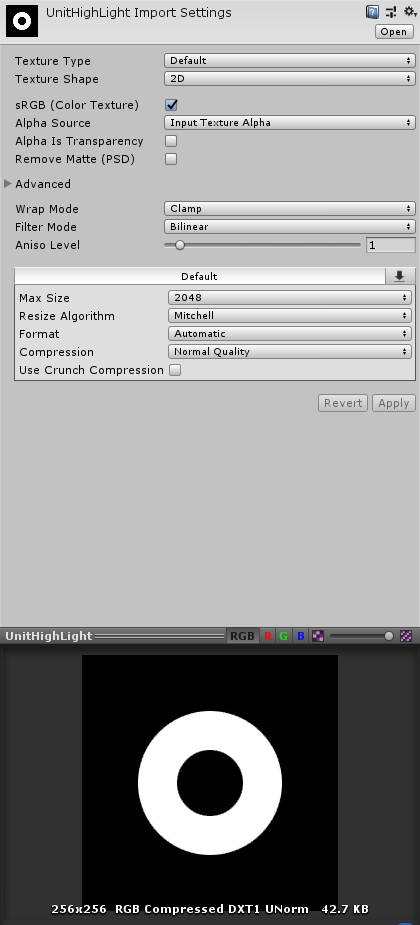 UnitHighLight Import Settings
Open
Texture Type Default
Texture Shape 2D
sRGB (Color Texture)
Alpha Source Input Texture Alpha
Alpha Is Transparency
Remove Matte (PSD)
Advanced
Wrap Mode Clamp
Filter Mode Bilinear
Aniso Level 1
Default
Max Size 2048
Resize Algorithm Mitchell
Format Automatic
Compression Normal Quality
Use Crunch Compression
Revert Apply
UnitHighLight RGB R G B
256x256 RGB Compressed DXT1 UNorm 42.7 KB